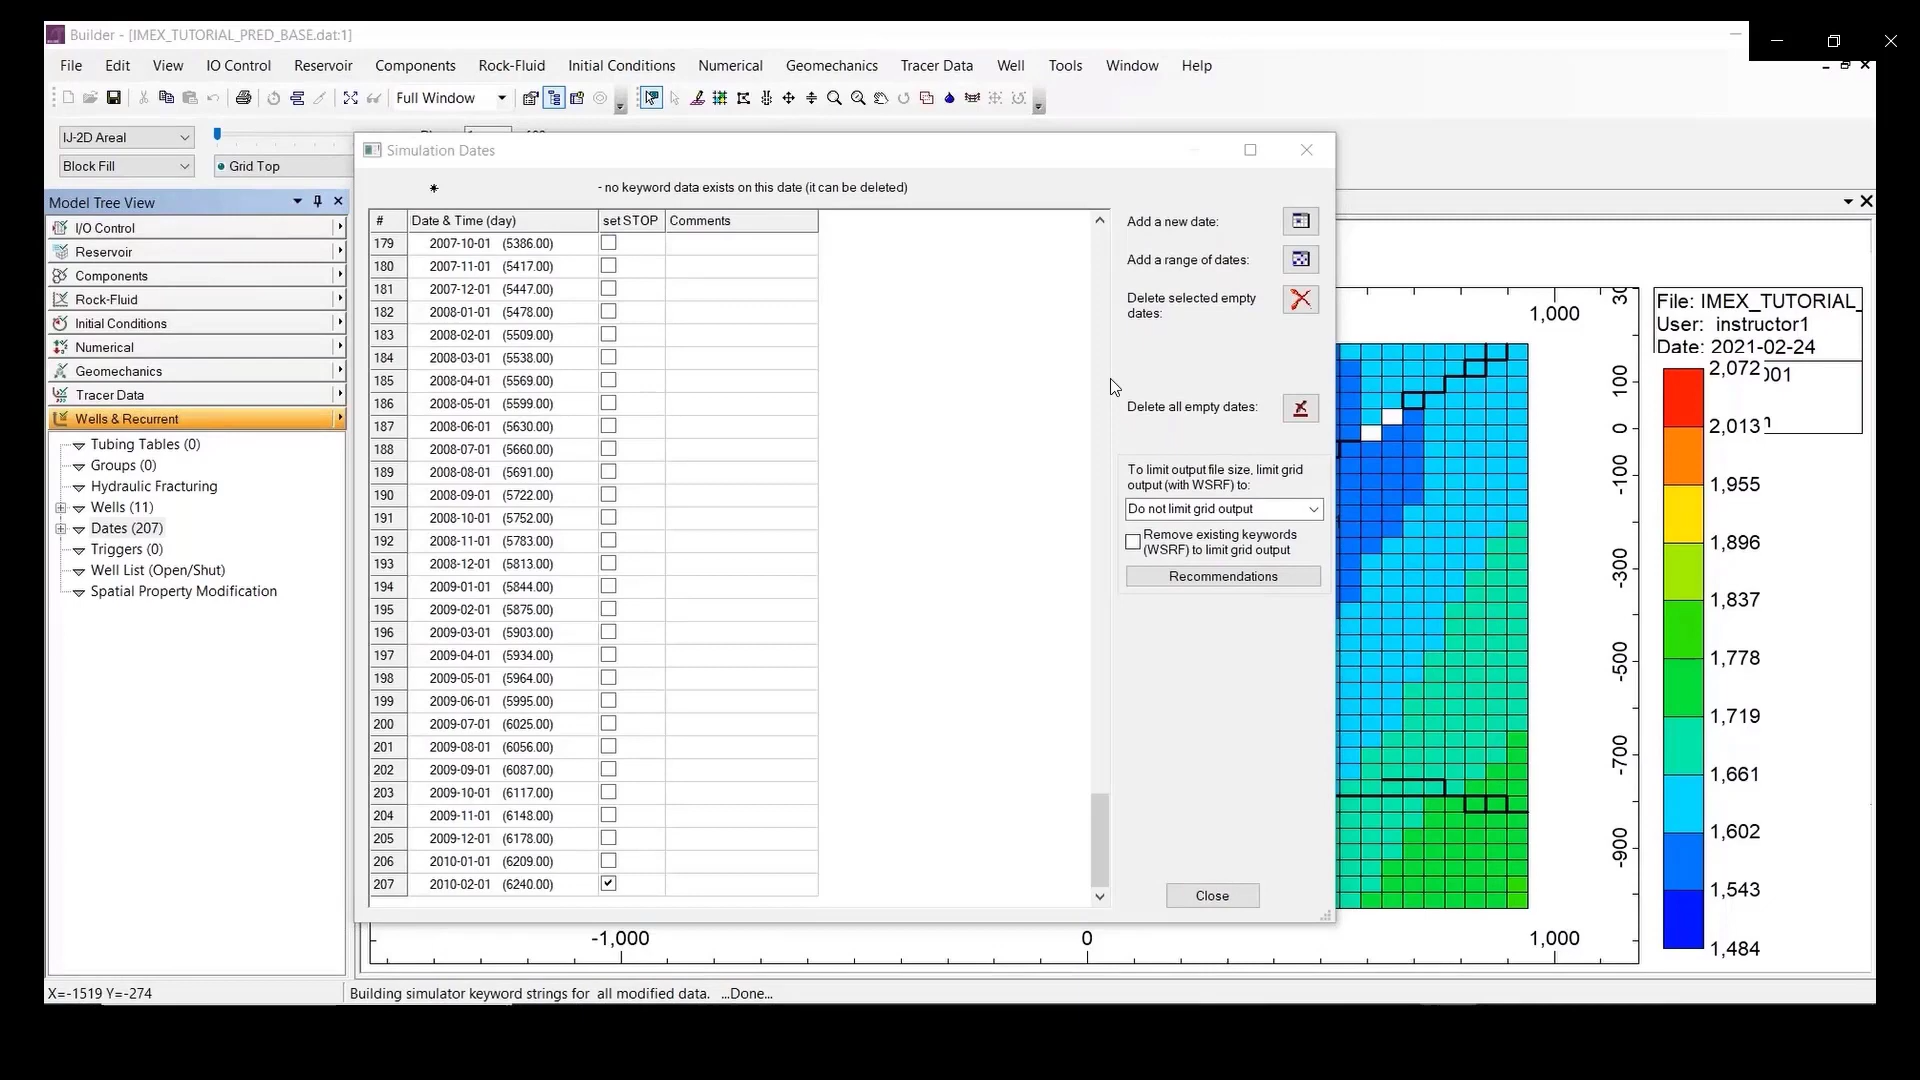 Builder - [IMEX_TUTORIAL_PRED_BASE.dat:1]
File Edit View IO Control Reservoir Components Rock-Fluid Initial Conditions Numerical Geomechanics Tracer Data Well Tools Window Help
Full Window
IJ-2D Areal
Block Fill
Grid Top
Model Tree View
I/O Control
Reservoir
Components
Rock-Fluid
Initial Conditions
Numerical
Geomechanics
Tracer Data
Wells & Recurrent
Tubing Tables (0)
Groups (0)
Hydraulic Fracturing
Wells (11)
Dates (207)
Triggers (0)
Well List (Open/Shut)
Spatial Property Modification
Simulation Dates
* - no keyword data exists on this date (it can be deleted)
# Date & Time (day) set STOP Comments
179 2007-10-01 (5386.00)
180 2007-11-01 (5417.00)
181 2007-12-01 (5447.00)
182 2008-01-01 (5478.00)
183 2008-02-01 (5509.00)
184 2008-03-01 (5538.00)
185 2008-04-01 (5569.00)
186 2008-05-01 (5599.00)
187 2008-06-01 (5630.00)
188 2008-07-01 (5660.00)
189 2008-08-01 (5691.00)
190 2008-09-01 (5722.00)
191 2008-10-01 (5752.00)
192 2008-11-01 (5783.00)
193 2008-12-01 (5813.00)
194 2009-01-01 (5844.00)
195 2009-02-01 (5875.00)
196 2009-03-01 (5903.00)
197 2009-04-01 (5934.00)
198 2009-05-01 (5964.00)
199 2009-06-01 (5995.00)
200 2009-07-01 (6025.00)
201 2009-08-01 (6056.00)
202 2009-09-01 (6087.00)
203 2009-10-01 (6117.00)
204 2009-11-01 (6148.00)
205 2009-12-01 (6178.00)
206 2010-01-01 (6209.00)
207 2010-02-01 (6240.00)
Add a new date:
Add a range of dates:
Delete selected empty
dates:
Delete all empty dates:
To limit output file size, limit grid
output (with WSRF) to:
Do not limit grid output
Remove existing keywords
(WSRF) to limit grid output
Recommendations
Close
1,000
100
0
-100
-300
-500
-700
-900
-1,000 0 1,000
File: IMEX_TUTORIAL_
User: instructor1
Date: 2021-02-24
2,072
2,013
1,955
1,896
1,837
1,778
1,719
1,661
1,602
1,543
1,484
X=-1519 Y=-274
Building simulator keyword strings for all modified data. ...Done...